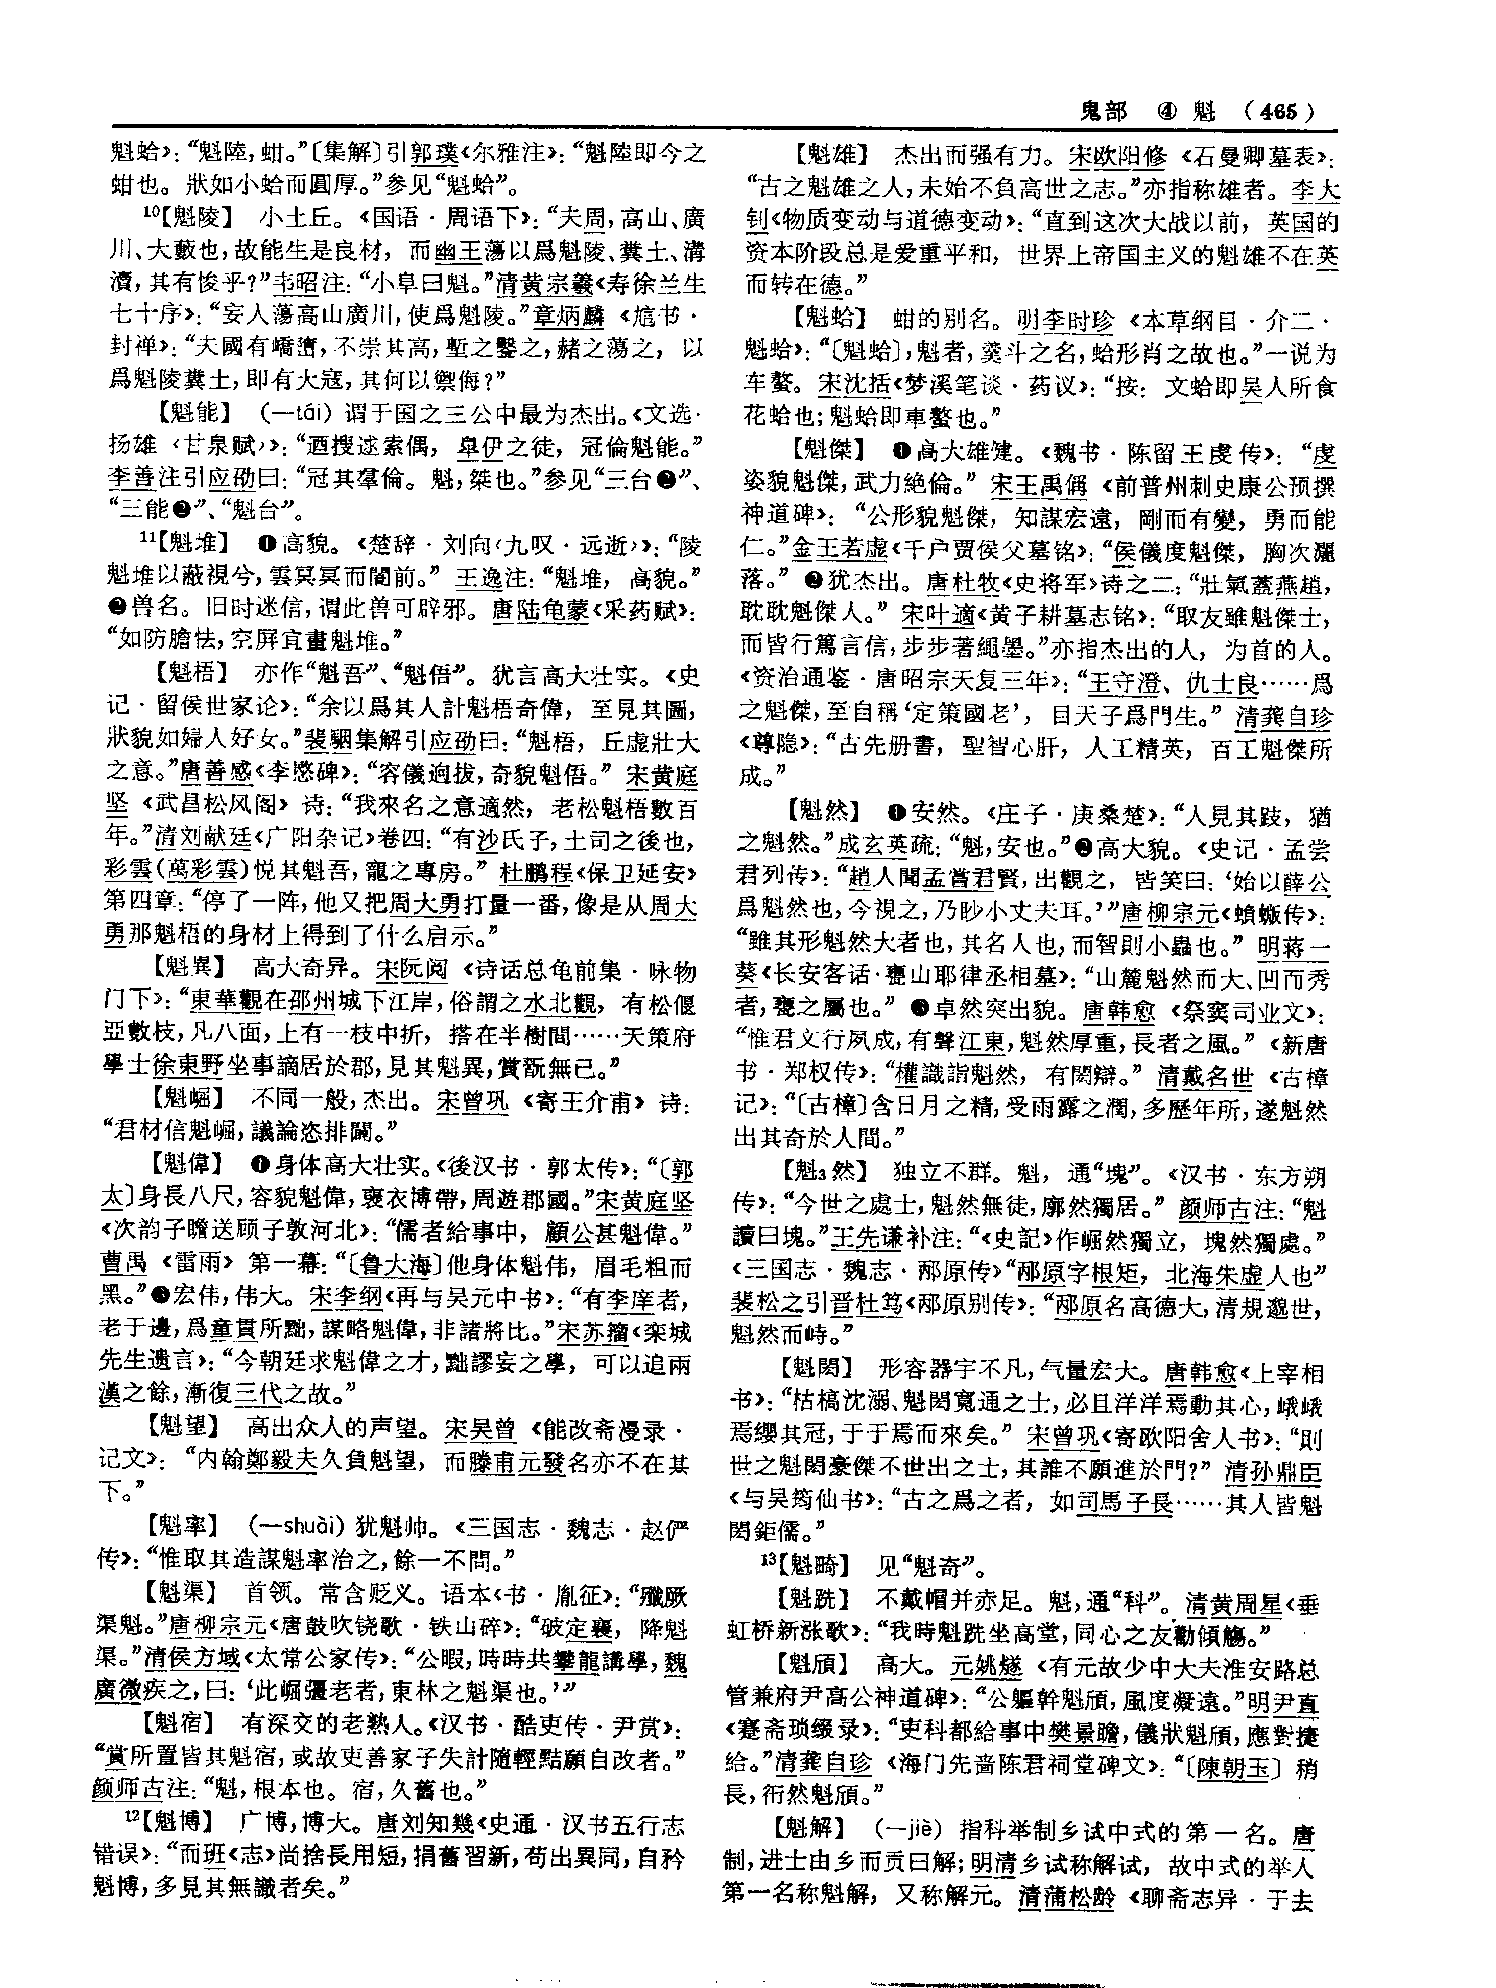 鬼部　④　魁　（465）
魁蛤》：“魁陸，蚶。”〔集解〕引郭璞《尔雅注》：“魁陸即今之
蚶也。狀如小蛤而圓厚。”参见“魁蛤”。
10【魁陵】　小土丘。《国语·周语下》：“夫周，高山、廣
川、大藪也，故能生是良材，而幽王蕩以爲魁陵、糞土、溝
瀆，其有悛乎？”韦昭注：“小阜曰魁。”清黄宗羲《寿徐兰生
七十序》：“妄人蕩高山廣川，使爲魁陵。”章炳麟《訄书·
封禅》：“夫國有嶠𡼏，不崇其高，塹之鑿之，赭之蕩之，以
爲魁陵糞土，即有大寇，其何以禦侮？”
【魁能】　（—tái）谓于国之三公中最为杰出。《文选·
扬雄〈甘泉赋〉》：“迺搜逑索偶，皐伊之徒，冠倫魁能。”
李善注引应劭曰：“冠其羣倫。魁，桀也。”参见“三台❷”、
“三能❷”、“魁台”。
11【魁堆】　❶高貌。《楚辞·刘向〈九叹·远逝〉》：“陵
魁堆以蔽視兮，雲冥冥而闇前。”王逸注：“魁堆，高貌。”
❷兽名。旧时迷信，谓此兽可辟邪。唐陆龟蒙《采药赋》：
“如防膽怯，空屏宜畫魁堆。”
【魁梧】　亦作“魁吾”、“魁俉”。犹言高大壮实。《史
记·留侯世家论》：“余以爲其人計魁梧奇偉，至見其圖，
狀貌如婦人好女。”裴駰集解引应劭曰：“魁梧，丘虚壯大
之意。”唐善感《李愍碑》：“容儀逈拔，奇貌魁俉。”宋黄庭
坚《武昌松风阁》诗：“我來名之意適然，老松魁梧數百
年。”清刘献廷《广阳杂记》卷四：“有沙氏子，土司之後也，
彩雲（萬彩雲）悦其魁吾，寵之專房。”杜鹏程《保卫延安》
第四章：“停了一阵，他又把周大勇打量一番，像是从周大
勇那魁梧的身材上得到了什么启示。”
【魁異】　高大奇异。宋阮阅《诗话总龟前集·咏物
门下》：“東華觀在邵州城下江岸，俗謂之水北觀，有松偃
亞數枝，凡八面，上有一枝中折，搭在半樹間……天策府
學士徐東野坐事謫居於郡，見其魁異，賞翫無已。”
【魁崛】　不同一般，杰出。宋曾巩《寄王介甫》诗：
“君材信魁崛，議論恣排闢。”
【魁偉】　❶身体高大壮实。《後汉书·郭太传》：“〔郭
太〕身長八尺，容貌魁偉，褒衣博帶，周遊郡國。”宋黄庭坚
《次韵子瞻送顾子敦河北》：“儒者給事中，顧公甚魁偉。”
曹禺《雷雨》第一幕：“〔鲁大海〕他身体魁伟，眉毛粗而
黑。”❸宏伟，伟大。宋李纲《再与吴元中书》：“有李庠者，
老于邊，爲童貫所黜，謀略魁偉，非諸將比。”宋苏籀《栾城
先生遗言》：“今朝廷求魁偉之才，黜謬妄之學，可以追兩
漢之餘，漸復三代之故。”
【魁望】　高出众人的声望。宋吴曾《能改斋漫录·
记文》：“内翰鄭毅夫久負魁望，而滕甫元發名亦不在其
下。”
【魁率】　（—shuài）犹魁帅。《三国志·魏志·赵俨
传》：“惟取其造謀魁率治之，餘一不問。”
【魁渠】　首领。常含贬义。语本《书·胤征》：“殲厥
渠魁。”唐柳宗元《唐鼓吹铙歌·铁山碎》：“破定襄，降魁
渠。”清侯方域《太常公家传》：“公暇，時時共攀龍講學，魏
廣微疾之，曰：‘此崛彊老者，東林之魁渠也。’”
【魁宿】　有深交的老熟人。《汉书·酷吏传·尹赏》：
“賞所置皆其魁宿，或故吏善家子失計隨輕黠願自改者。”
颜师古注：“魁，根本也。宿，久舊也。”
12【魁博】　广博，博大。唐刘知幾《史通·汉书五行志
错误》：“而班《志》尚捨長用短，捐舊習新，苟出異同，自矜
魁博，多見其無識者矣。”
【魁雄】　杰出而强有力。宋欧阳修《石曼卿墓表》：
“古之魁雄之人，未始不負高世之志。”亦指称雄者。李大
钊《物质变动与道德变动》：“直到这次大战以前，英国的
资本阶段总是爱重平和，世界上帝国主义的魁雄不在英
而转在德。”
【魁蛤】　蚶的别名。明李时珍《本草纲目·介二·
魁蛤》：“〔魁蛤〕，魁者，羹斗之名，蛤形肖之故也。”一说为
车螯。宋沈括《梦溪笔谈·药议》：“按：文蛤即吴人所食
花蛤也；魁蛤即車螯也。”
【魁傑】　❶高大雄健。《魏书·陈留王虔传》：“虔
姿貌魁傑，武力絶倫。”宋王禹偁《前普州刺史康公预撰
神道碑》：“公形貌魁傑，知謀宏遠，剛而有變，勇而能
仁。”金王若虚《千户贾侯父墓铭》：“侯儀度魁傑，胸次灑
落。”❷犹杰出。唐杜牧《史将军》诗之二：“壯氣蓋燕趙，
耽耽魁傑人。”宋叶適《黄子耕墓志铭》：“取友雖魁傑士，
而皆行篤言信，步步著繩墨。”亦指杰出的人，为首的人。
《资治通鉴·唐昭宗天复三年》：“王守澄、仇士良……爲
之魁傑，至自稱‘定策國老’，目天子爲門生。”清龚自珍
《尊隐》：“古先册書，聖智心肝，人工精英，百工魁傑所
成。”
【魁然】　❶安然。《庄子·庚桑楚》：“人見其跂，猶
之魁然。”成玄英疏：“魁，安也。”❷高大貌。《史记·孟尝
君列传》：“趙人聞孟嘗君賢，出觀之，皆笑曰：‘始以薛公
爲魁然也，今視之，乃眇小丈夫耳。’”唐柳宗元《蝜蝂传》：
“雖其形魁然大者也，其名人也，而智則小蟲也。”明蒋一
葵《长安客话·甕山耶律丞相墓》：“山麓魁然而大、凹而秀
者，甕之屬也。”❸卓然突出貌。唐韩愈《祭窦司业文》：
“惟君文行夙成，有聲江東，魁然厚重，長者之風。”《新唐
书·郑权传》：“權識詣魁然，有閎辯。”清戴名世《古樟
记》：“〔古樟〕含日月之精，受雨露之潤，多歷年所，遂魁然
出其奇於人間。”
【魁3然】　独立不群。魁，通“塊”。《汉书·东方朔
传》：“今世之處士，魁然無徒，廓然獨居。”颜师古注：“魁
讀曰塊。”王先谦补注：“《史記》作崛然獨立，塊然獨處。”
《三国志·魏志·邴原传》“邴原字根矩，北海朱虚人也”
裴松之引晋杜笃《邴原别传》：“邴原名高德大，清規邈世，
魁然而峙。”
【魁閎】　形容器宇不凡，气量宏大。唐韩愈《上宰相
书》：“枯槁沈溺、魁閎寬通之士，必且洋洋焉動其心，峨峨
焉纓其冠，于于焉而來矣。”宋曾巩《寄欧阳舍人书》：“則
世之魁閎豪傑不世出之士，其誰不願進於門？”清孙鼎臣
《与吴筠仙书》：“古之爲之者，如司馬子長……其人皆魁
閎鉅儒。”
13【魁畸】　见“魁奇”。
【魁跣】　不戴帽并赤足。魁，通“科”。清黄周星《垂
虹桥新涨歌》：“我時魁跣坐高堂，同心之友勸傾觴。”
【魁頎】　高大。元姚燧《有元故少中大夫淮安路总
管兼府尹高公神道碑》：“公軀幹魁頎，風度凝遠。”明尹直
《蹇斋琐缀录》：“吏科都給事中樊景瞻，儀狀魁頎，應對捷
給。”清龚自珍《海门先啬陈君祠堂碑文》：“〔陳朝玉〕稍
長，衎然魁頎。”
【魁解】　（—jiè）指科举制乡试中式的第一名。唐
制，进士由乡而贡曰解；明清乡试称解试，故中式的举人
第一名称魁解，又称解元。清蒲松龄《聊斋志异·于去